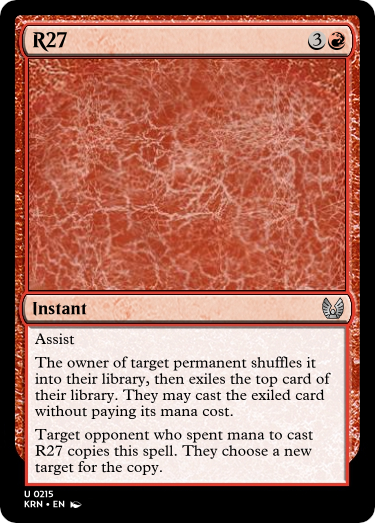 R27
3
Instant
Assist
The owner of target permanent shuffles it
into their library, then exiles the top card of
their library. They may cast the exiled card
without paying its mana cost.
Target opponent who spent mana to cast
R27 copies this spell. They choose a new
target for the copy.
U 0215
KRN • EN